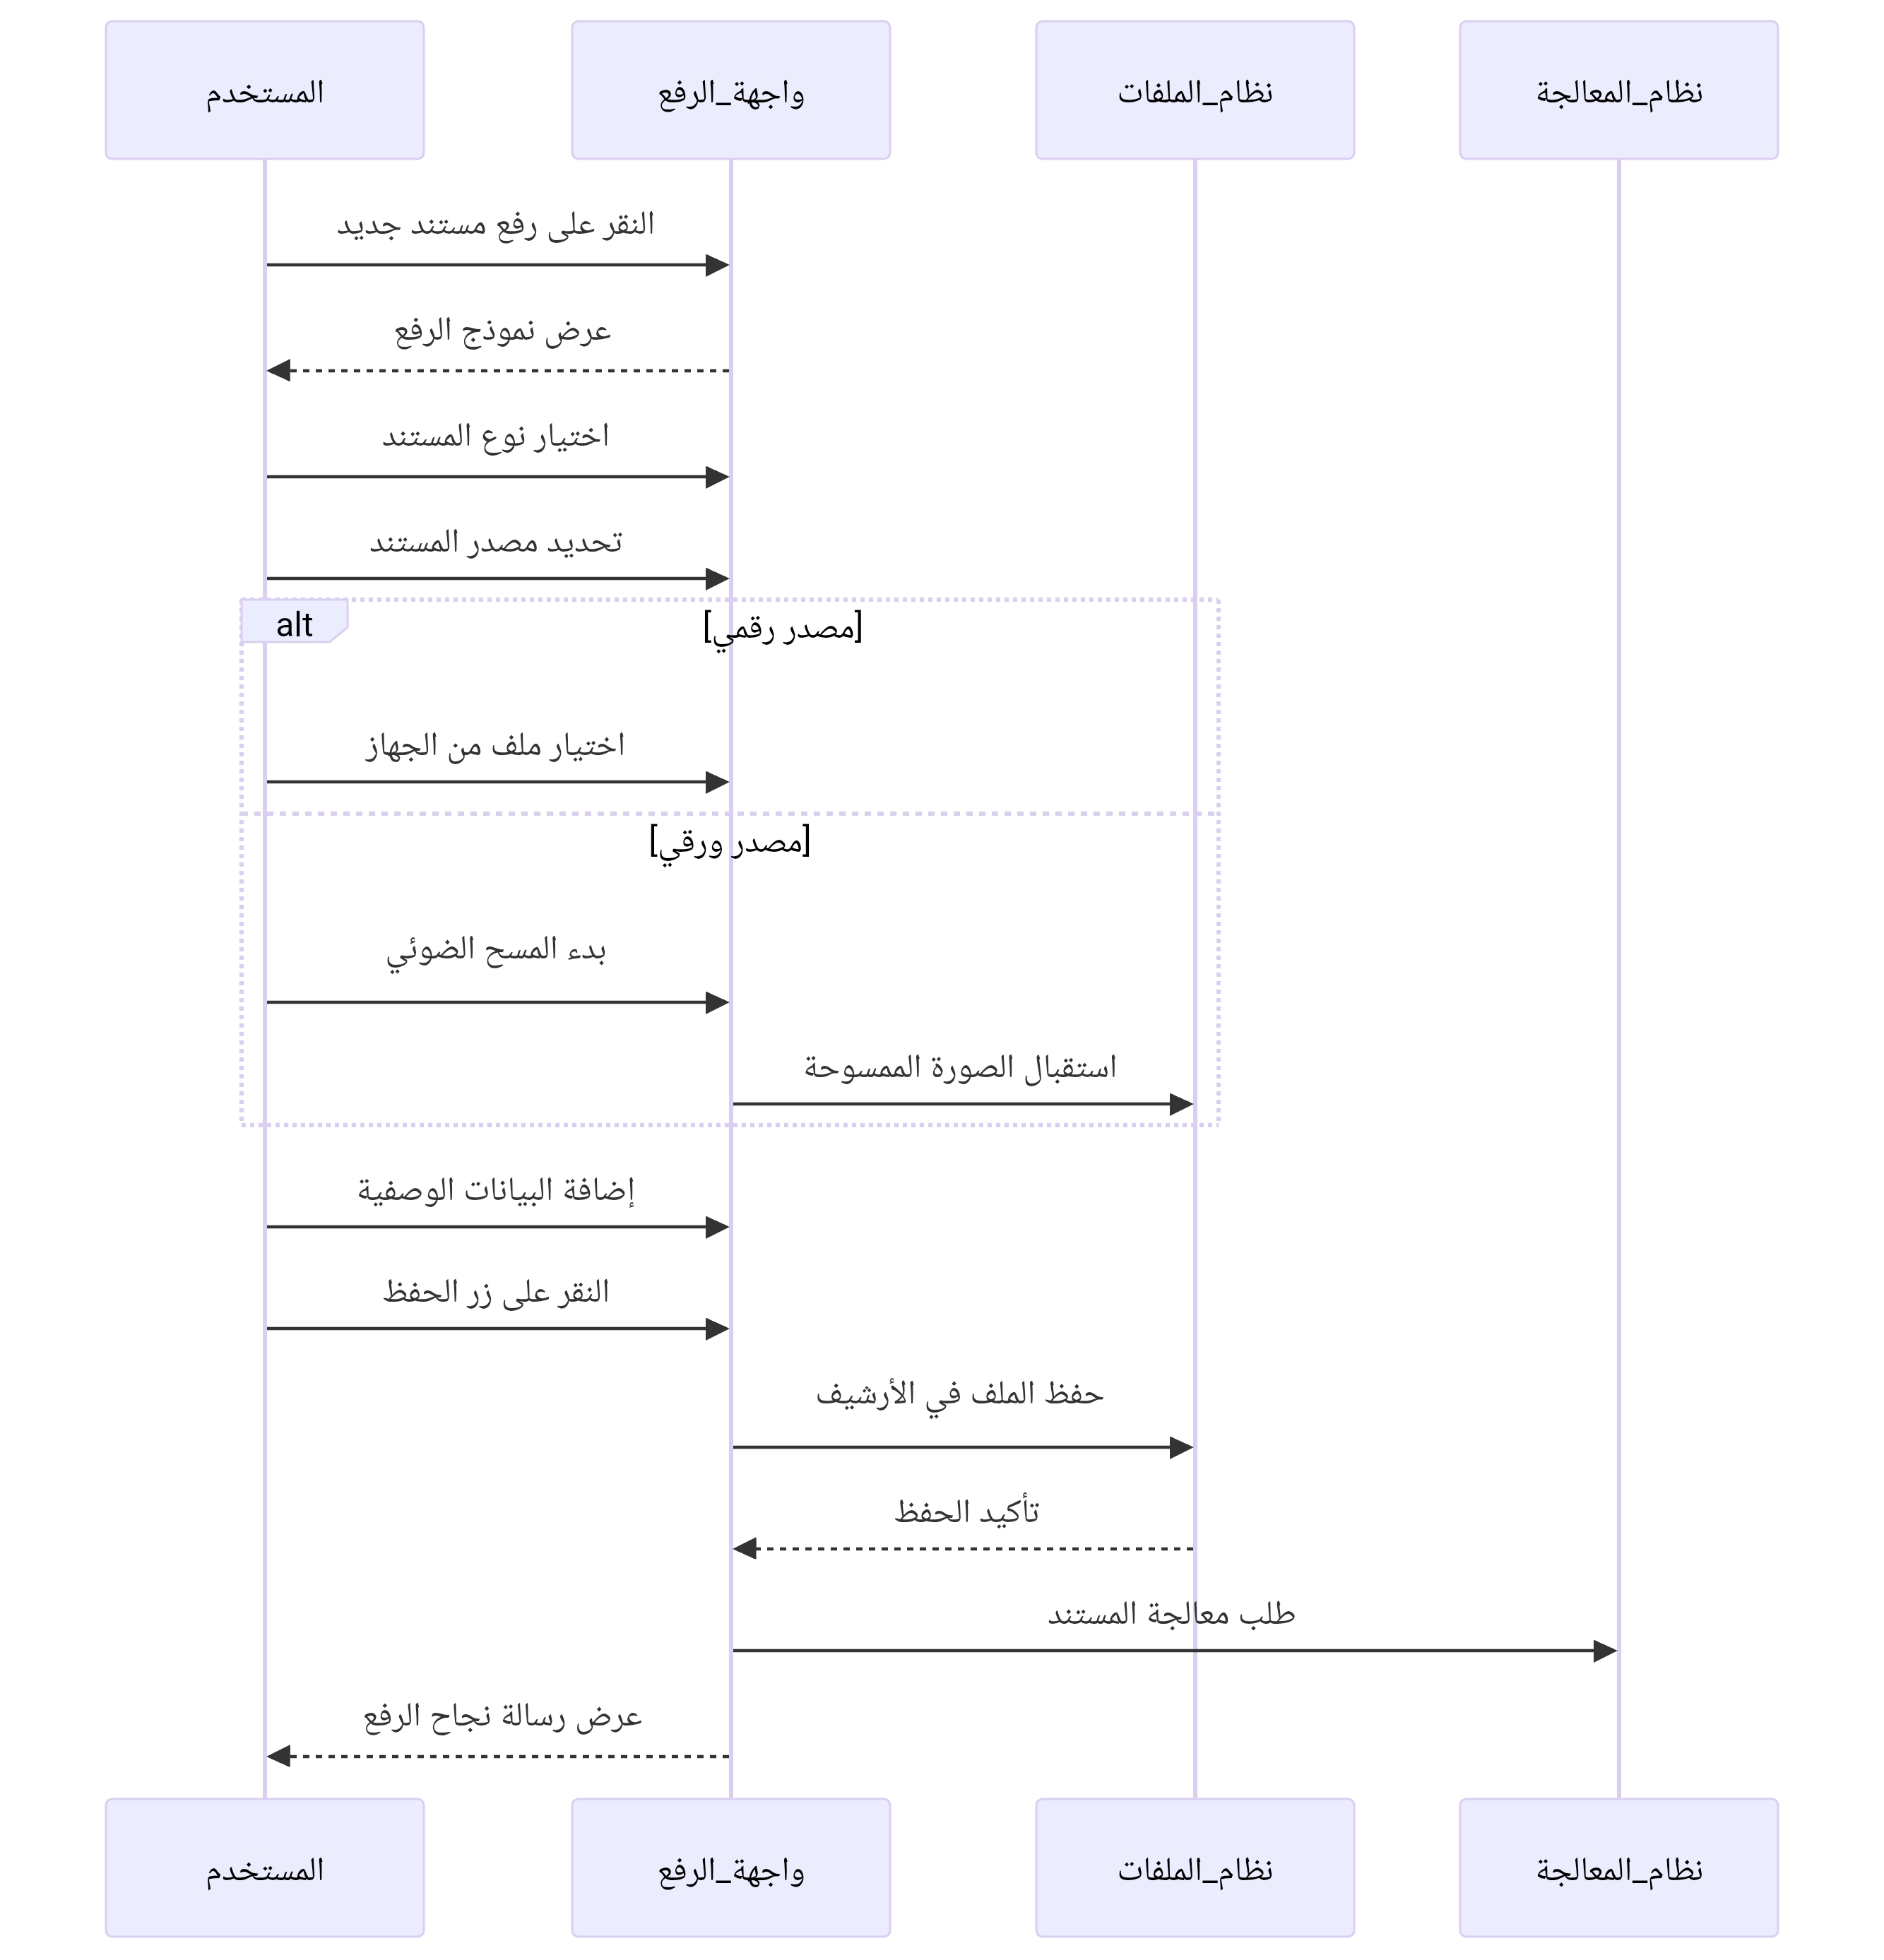 المستخدم
واجهة_الرفع
نظام_الملفات
نظام_المعالجة
النقر على رفع مستند جديد
عرض نموذج الرفع
اختيار نوع المستند
تحديد مصدر المستند
alt
[مصدر رقمي]
اختيار ملف من الجهاز
[مصدر ورقي]
بدء المسح الضوئي
استقبال الصورة الممسوحة
إضافة البيانات الوصفية
النقر على زر الحفظ
حفظ الملف في الأرشيف
تأكيد الحفظ
طلب معالجة المستند
عرض رسالة نجاح الرفع
المستخدم
واجهة_الرفع
نظام_الملفات
نظام_المعالجة